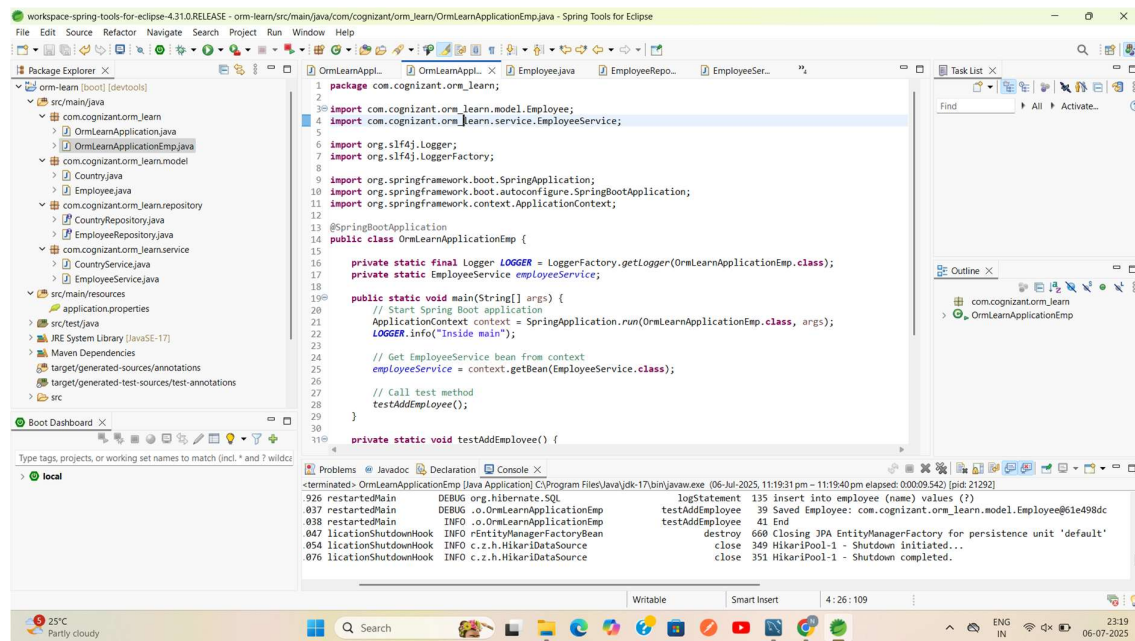 workspace-spring-tools-for-eclipse-4.31.0.RELEASE - orm-learn/src/main/java/com/cognizant/orm_learn/OrmLearnApplicationEmp.java - Spring Tools for Eclipse
File Edit Source Refactor Navigate Search Project Run Window Help
Package Explorer
orm-learn [boot] [devtools]
src/main/java
com.cognizant.orm_learn
OrmLearnApplication.java
OrmLearnApplicationEmp.java
com.cognizant.orm_learn.model
Country.java
Employee.java
com.cognizant.orm_learn.repository
CountryRepository.java
EmployeeRepository.java
com.cognizant.orm_learn.service
CountryService.java
EmployeeService.java
src/main/resources
application.properties
src/test/java
JRE System Library [JavaSE-17]
Maven Dependencies
target/generated-sources/annotations
target/generated-test-sources/test-annotations
src
Boot Dashboard
Type tags, projects, or working set names to match (incl. * and ? wildca
local
OrmLearnAppl... OrmLearnAppl... Employee.java EmployeeRepo... EmployeeSer... »4
1 package com.cognizant.orm_learn;
2
3 import com.cognizant.orm_learn.model.Employee;
4 import com.cognizant.orm_learn.service.EmployeeService;
5
6 import org.slf4j.Logger;
7 import org.slf4j.LoggerFactory;
8
9 import org.springframework.boot.SpringApplication;
10 import org.springframework.boot.autoconfigure.SpringBootApplication;
11 import org.springframework.context.ApplicationContext;
12
13 @SpringBootApplication
14 public class OrmLearnApplicationEmp {
15
16 private static final Logger LOGGER = LoggerFactory.getLogger(OrmLearnApplicationEmp.class);
17 private static EmployeeService employeeService;
18
19 public static void main(String[] args) {
20 // Start Spring Boot application
21 ApplicationContext context = SpringApplication.run(OrmLearnApplicationEmp.class, args);
22 LOGGER.info("Inside main");
23
24 // Get EmployeeService bean from context
25 employeeService = context.getBean(EmployeeService.class);
26
27 // Call test method
28 testAddEmployee();
29 }
30
31 private static void testAddEmployee() {
Problems Javadoc Declaration Console
<terminated> OrmLearnApplicationEmp [Java Application] C:\Program Files\Java\jdk-17\bin\javaw.exe (06-Jul-2025, 11:19:31 pm – 11:19:40 pm elapsed: 0:00:09.542) [pid: 21292]
.926 restartedMain DEBUG org.hibernate.SQL logStatement 135 insert into employee (name) values (?)
.037 restartedMain DEBUG .o.OrmLearnApplicationEmp testAddEmployee 39 Saved Employee: com.cognizant.orm_learn.model.Employee@61e498dc
.038 restartedMain INFO .o.OrmLearnApplicationEmp testAddEmployee 41 End
.047 licationShutdownHook INFO rEntityManagerFactoryBean destroy 660 Closing JPA EntityManagerFactory for persistence unit 'default'
.054 licationShutdownHook INFO c.z.h.HikariDataSource close 349 HikariPool-1 - Shutdown initiated...
.076 licationShutdownHook INFO c.z.h.HikariDataSource close 351 HikariPool-1 - Shutdown completed.
Task List
Find All Activate...
Outline
com.cognizant.orm_learn
OrmLearnApplicationEmp
Writable Smart Insert 4 : 26 : 109
25°C
Partly cloudy
Search
ENG
IN
23:19
06-07-2025